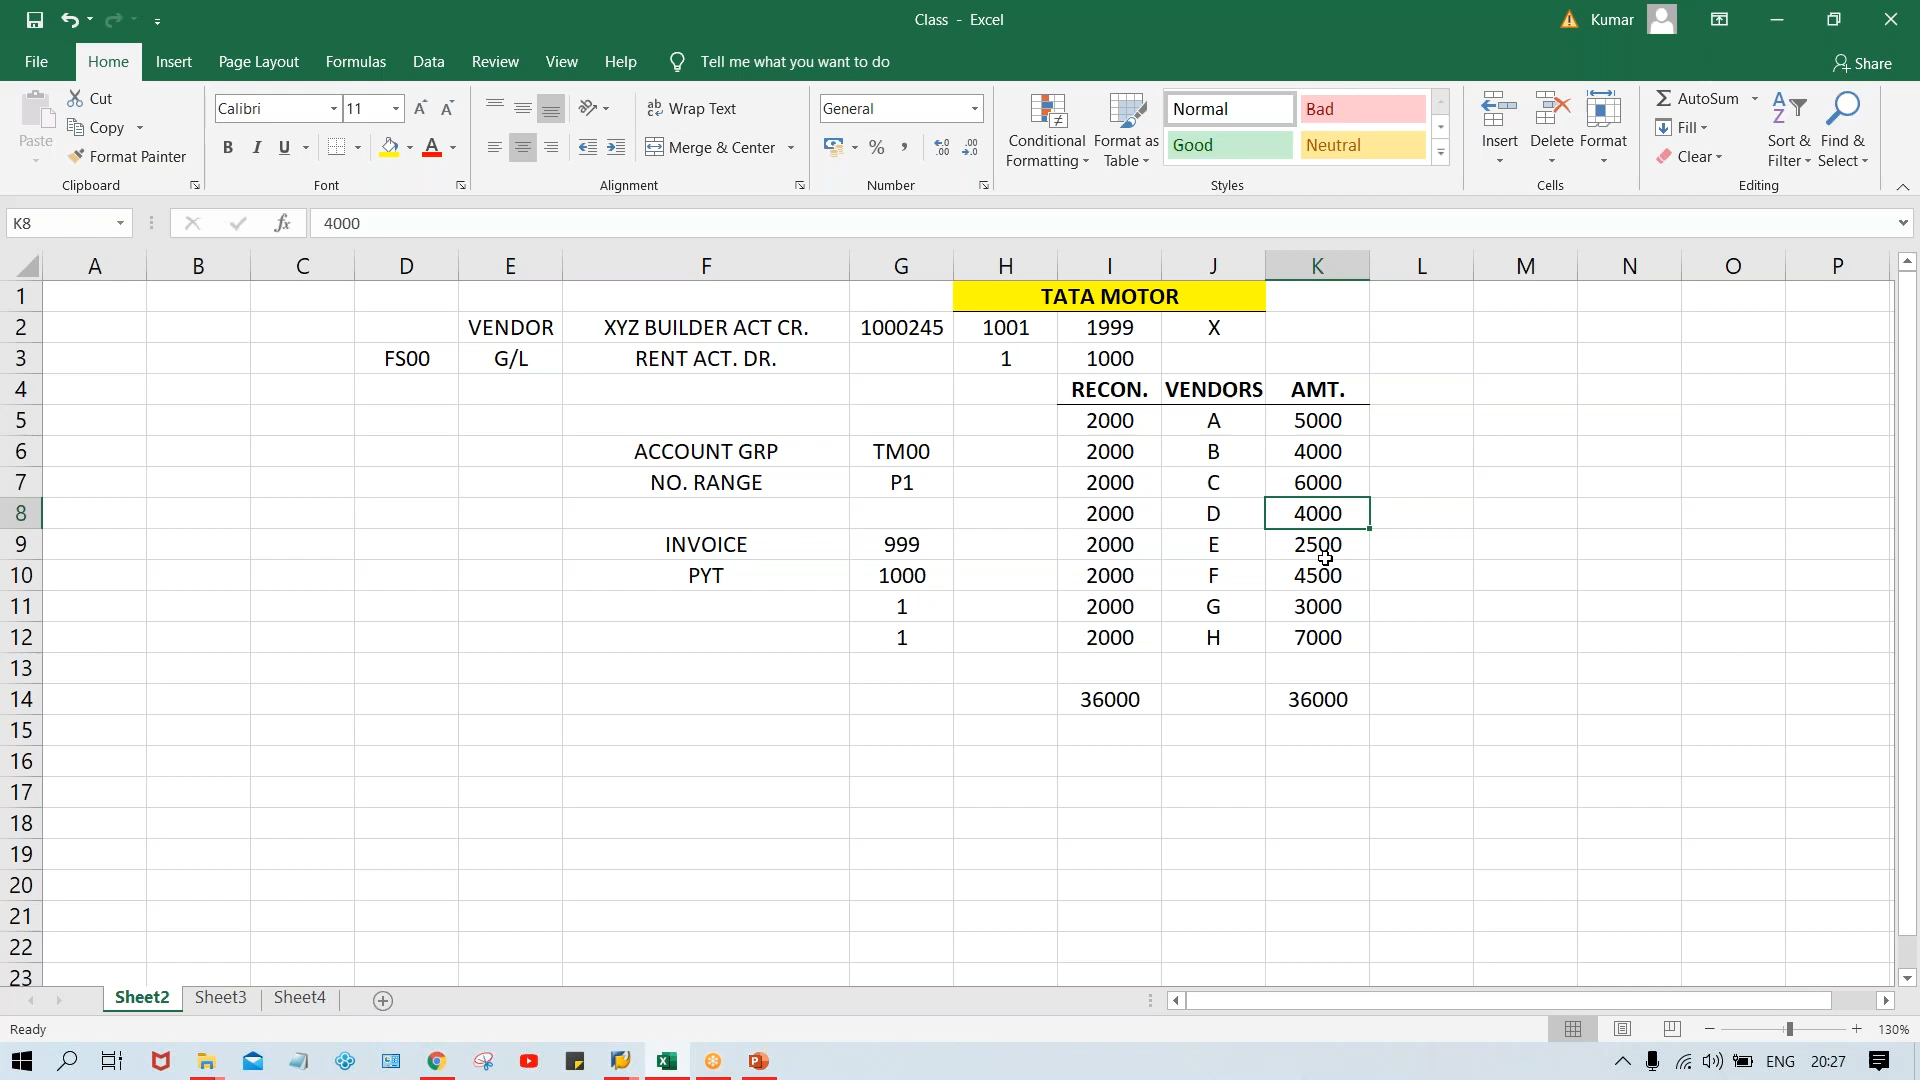 Class - Excel
Kumar
File Home Insert Page Layout Formulas Data Review View Help Tell me what you want to do Share
Paste
Cut
Copy
Format Painter
Clipboard
Calibri 11
B I U
Font
Wrap Text
Merge & Center
Alignment
General
Number
Conditional Formatting
Format as Table
Normal Bad
Good Neutral
Styles
Insert Delete Format
Cells
AutoSum
Fill
Clear
Sort & Filter
Find & Select
Editing
K8 fx 4000
A B C D E F G H I J K L M N O P
1 TATA MOTOR
2 VENDOR XYZ BUILDER ACT CR. 1000245 1001 1999 X
3 FS00 G/L RENT ACT. DR. 1 1000
4 RECON. VENDORS AMT.
5 2000 A 5000
6 ACCOUNT GRP TM00 2000 B 4000
7 NO. RANGE P1 2000 C 6000
8 2000 D 4000
9 INVOICE 999 2000 E 2500
10 PYT 1000 2000 F 4500
11 1 2000 G 3000
12 1 2000 H 7000
13
14 36000 36000
15
16
17
18
19
20
21
22
23
Sheet2 Sheet3 Sheet4
Ready 130%
ENG 20:27